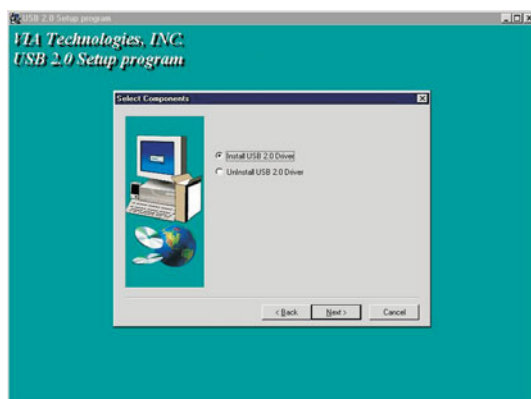 USB 2.0 Setup program
VIA Technologies, INC.
USB 2.0 Setup program
Select Components
Install USB 2.0 Driver
UnInstall USB 2.0 Driver
< Back
Next >
Cancel